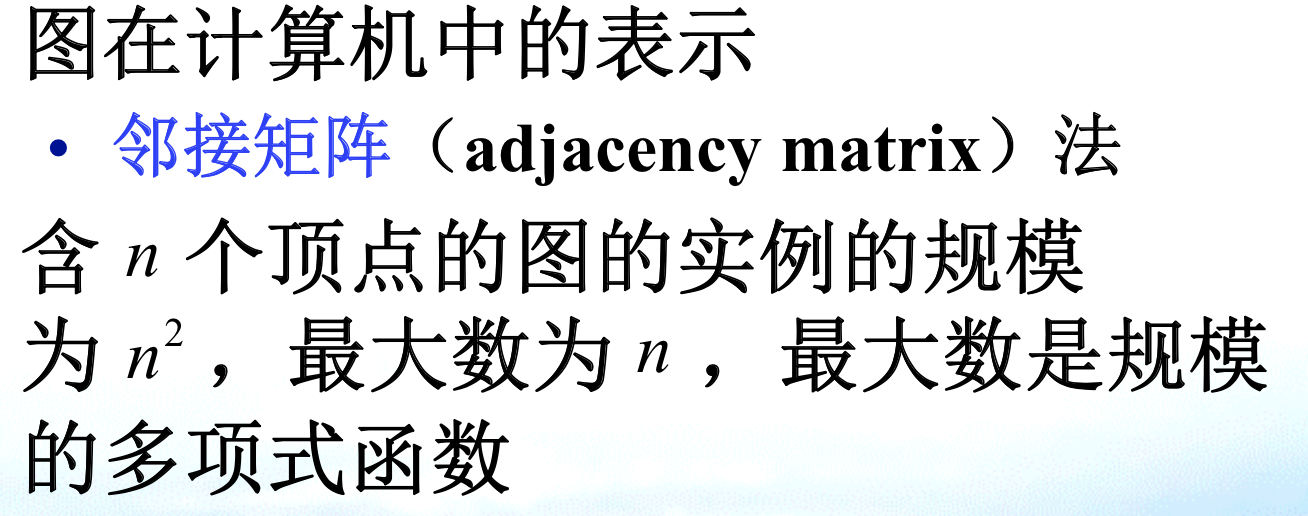 图在计算机中的表示
• 邻接矩阵（adjacency matrix）法
含 n 个顶点的图的实例的规模
为 n²，最大数为 n，最大数是规模
的多项式函数